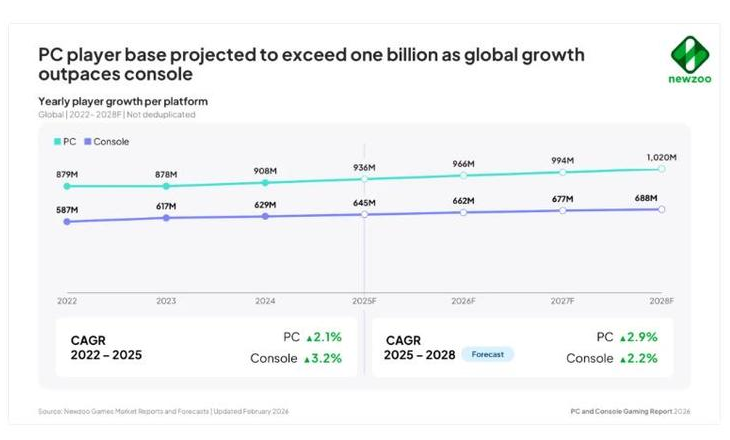 PC player base projected to exceed one billion as global growth
outpaces console
newzoo
Yearly player growth per platform
Global | 2022-2028F | Not deduplicated
PC Console
879M 878M 908M 936M 966M 994M 1,020M
587M 617M 629M 645M 662M 677M 688M
2022 2023 2024 2025F 2026F 2027F 2028F
CAGR
2022 – 2025
PC ▲2.1%
Console ▲3.2%
CAGR
2025 – 2028 Forecast
PC ▲2.9%
Console ▲2.2%
Source: Newzoo Games Market Reports and Forecasts | Updated February 2026
PC and Console Gaming Report 2026